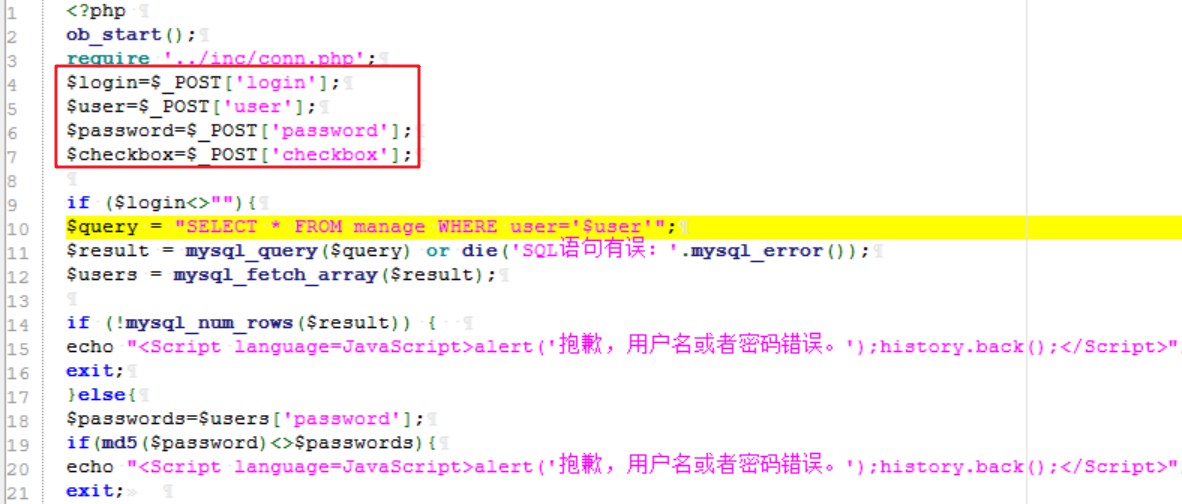 1 <?php
2 ob_start();
3 require '../inc/conn.php';
4 $login=$_POST['login'];
5 $user=$_POST['user'];
6 $password=$_POST['password'];
7 $checkbox=$_POST['checkbox'];
8
9 if ($login<>""){
10 $query = "SELECT * FROM manage WHERE user='$user'";
11 $result = mysql_query($query) or die('SQL语句有误：'.mysql_error());
12 $users = mysql_fetch_array($result);
13
14 if (!mysql_num_rows($result)) {
15 echo "<Script language=JavaScript>alert('抱歉，用户名或者密码错误。');history.back();</Script>"
16 exit;
17 }else{
18 $passwords=$users['password'];
19 if(md5($password)<>$passwords){
20 echo "<Script language=JavaScript>alert('抱歉，用户名或者密码错误。');history.back();</Script>"
21 exit;